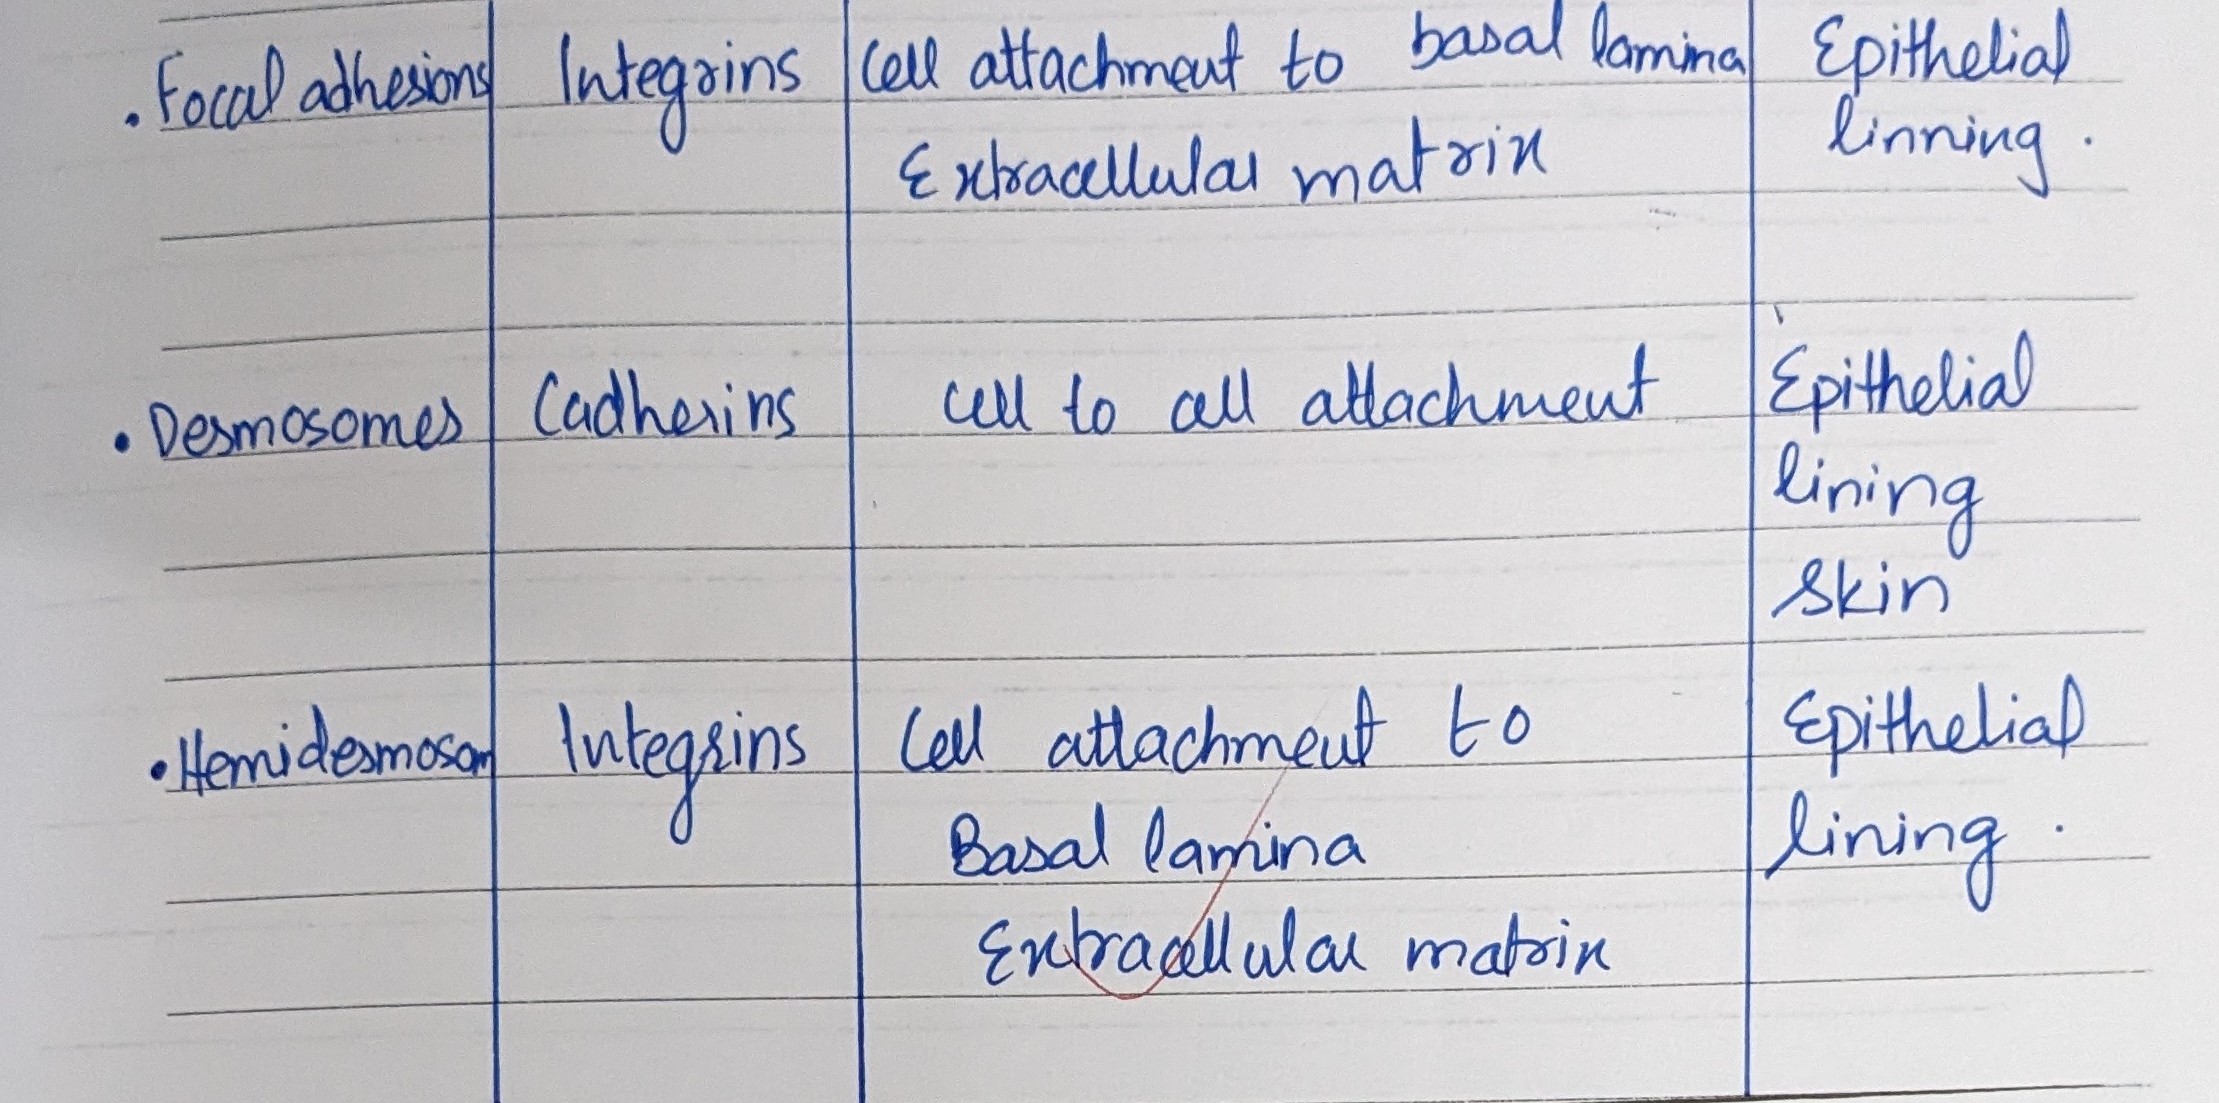 . Focal adhesions Integrins Cell attachment to basal lamina Epithelial
Extracellular matrix linning .
• Desmosomes Cadherins cell to cell attachment Epithelial
lining
skin
• Hemidesmosom Integrins Cell attachment to Epithelial
Basal lamina lining .
Extracellular matrix